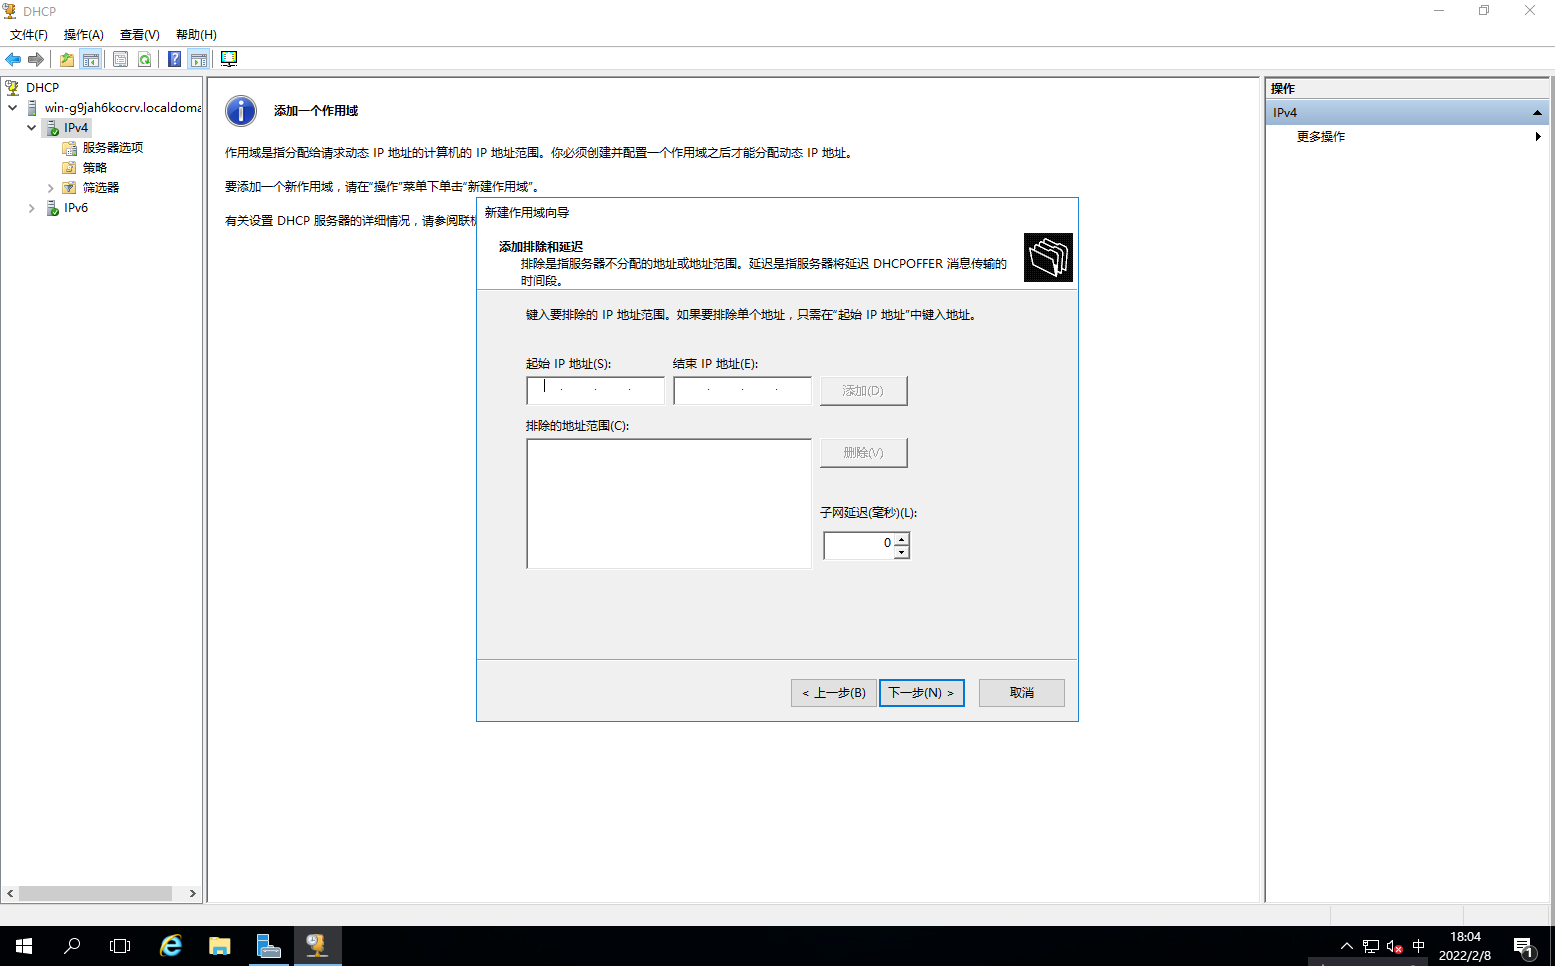 DHCP
文件(F) 操作(A) 查看(V) 帮助(H)
DHCP
win-g9jah6kocrv.localdoma
IPv4
服务器选项
策略
筛选器
IPv6
添加一个作用域
作用域是指分配给请求动态 IP 地址的计算机的 IP 地址范围。你必须创建并配置一个作用域之后才能分配动态 IP 地址。
要添加一个新作用域，请在“操作”菜单下单击“新建作用域”。
有关设置 DHCP 服务器的详细情况，请参阅联机
新建作用域向导
添加排除和延迟
排除是指服务器不分配的地址或地址范围。延迟是指服务器将延迟 DHCPOFFER 消息传输的
时间段。
键入要排除的 IP 地址范围。如果要排除单个地址，只需在“起始 IP 地址”中键入地址。
起始 IP 地址(S): 结束 IP 地址(E):
添加(D)
排除的地址范围(C):
删除(V)
子网延迟(毫秒)(L):
0
< 上一步(B) 下一步(N) > 取消
操作
IPv4
更多操作
中
18:04
2022/2/8
1